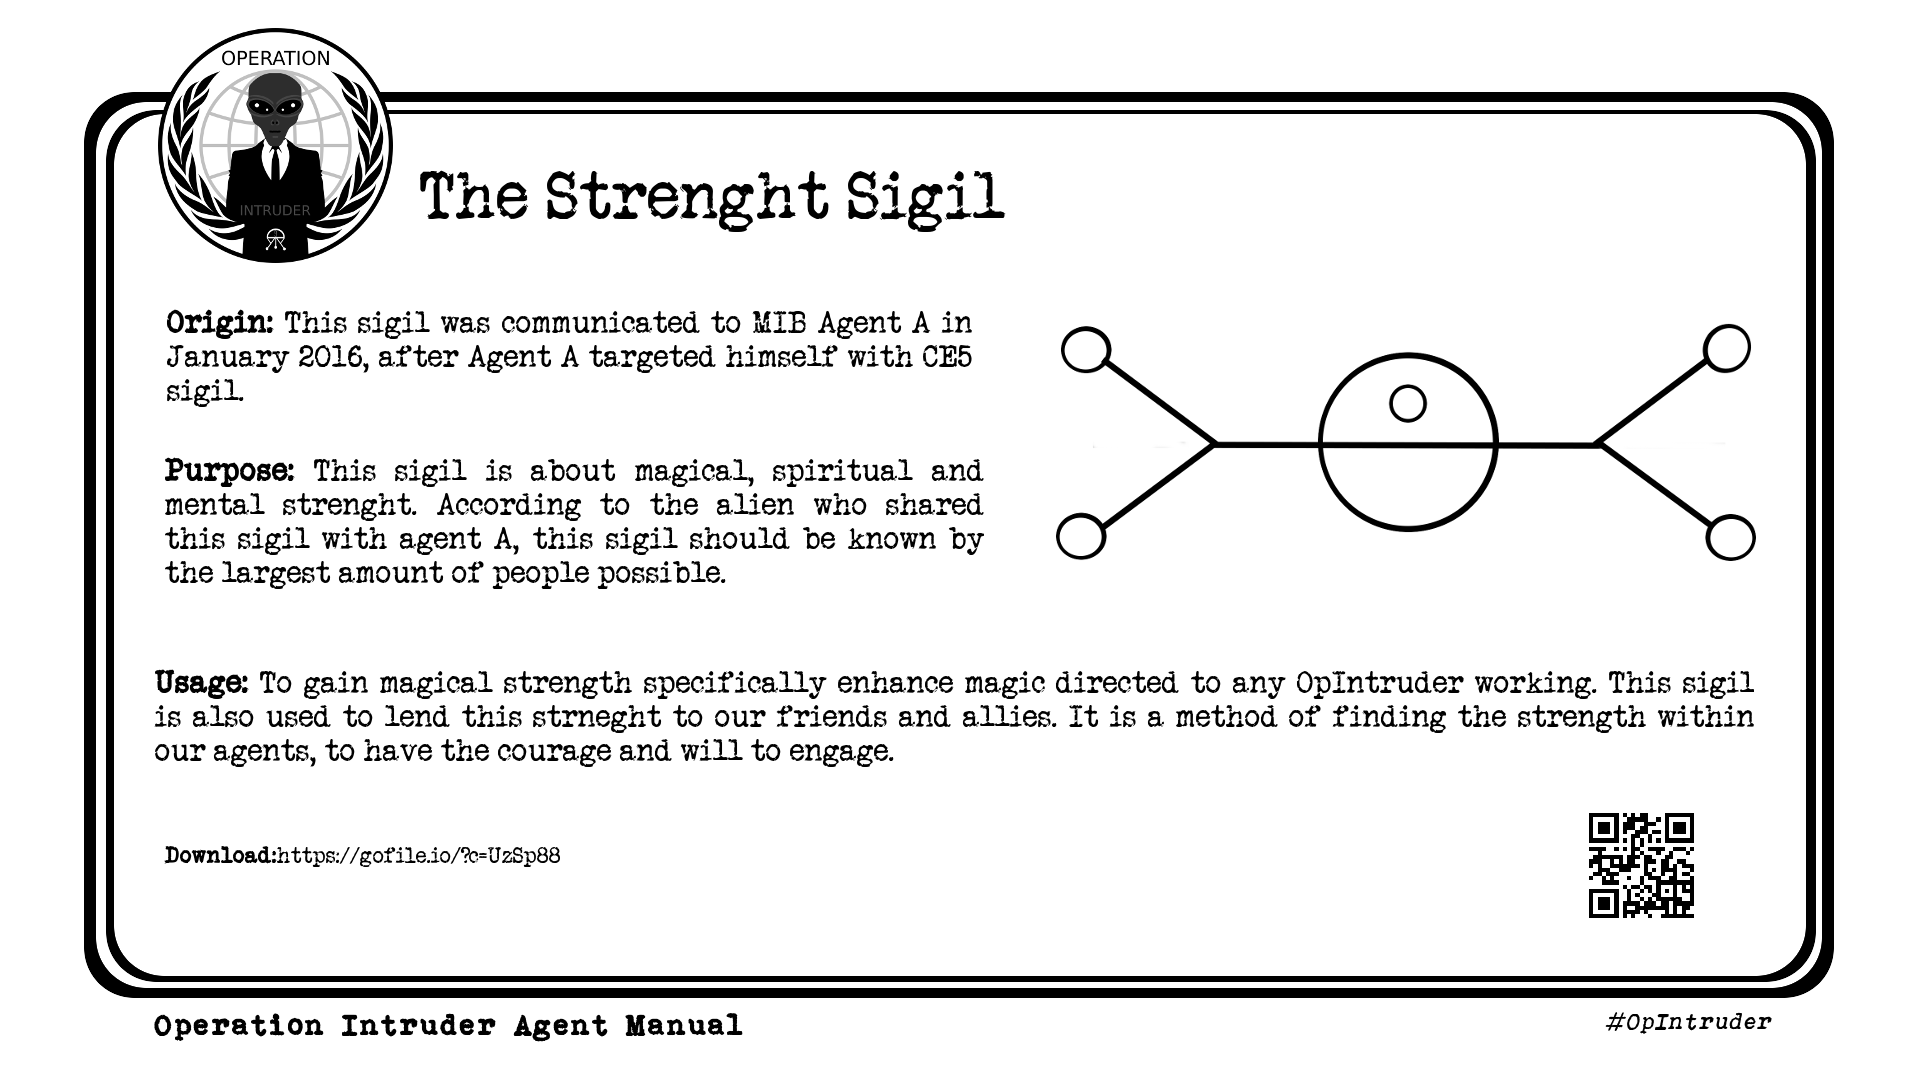 OPERATION
INTRUDER
The Strenght Sigil
Origin: This sigil was communicated to MIB Agent A in
January 2016, after Agent A targeted himself with CE5
sigil.
Purpose: This sigil is about magical, spiritual and
mental strenght. According to the alien who shared
this sigil with agent A, this sigil should be known by
the largest amount of people possible.
Usage: To gain magical strength specifically enhance magic directed to any OpIntruder working. This sigil
is also used to lend this strneght to our friends and allies. It is a method of finding the strength within
our agents, to have the courage and will to engage.
Download:https://gofile.io/?c=UzSp88
Operation Intruder Agent Manual
#OpIntruder